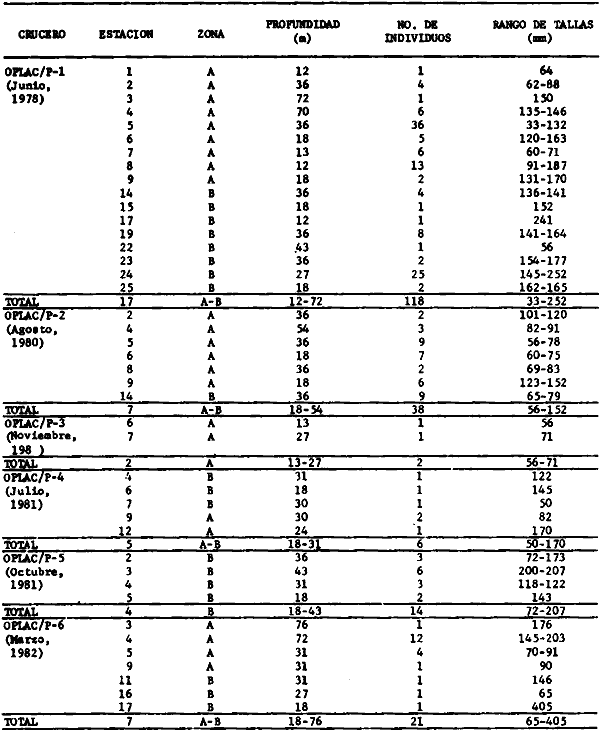 CRUCERO ESTACION ZONA PROFUNDIDAD (m) NO. DE INDIVIDUOS RANGO DE TALLAS (mm)
OPLAC/P-1 1 A 12 1 64
(Junio, 2 A 36 4 62-88
1978) 3 A 72 1 150
4 A 70 6 135-146
5 A 36 36 33-132
6 A 18 5 120-163
7 A 13 6 60-71
8 A 12 13 91-187
9 A 18 2 131-170
14 B 36 4 136-141
15 B 18 1 152
17 B 12 1 241
19 B 36 8 141-164
22 B 43 1 56
23 B 36 2 154-177
24 B 27 25 145-252
25 B 18 2 162-165
TOTAL 17 A-B 12-72 118 33-252
OPLAC/P-2 2 A 36 2 101-120
(Agosto, 4 A 54 3 82-91
1980) 5 A 36 9 56-78
6 A 18 7 60-75
8 A 36 2 69-83
9 A 18 6 123-152
14 B 36 9 65-79
TOTAL 7 A-B 18-54 38 56-152
OPLAC/P-3 6 A 13 1 56
(Noviembre, 7 A 27 1 71
198 )
TOTAL 2 A 13-27 2 56-71
OPLAC/P-4 4 B 31 1 122
(Julio, 6 B 18 1 145
1981) 7 B 30 1 50
9 A 30 2 82
12 A 24 1 170
TOTAL 5 A-B 18-31 6 50-170
OPLAC/P-5 2 B 36 3 72-173
(Octubre, 3 B 43 6 200-207
1981) 4 B 31 3 118-122
5 B 18 2 143
TOTAL 4 B 18-43 14 72-207
OPLAC/P-6 3 A 76 1 176
(Marzo, 4 A 72 12 145-203
1982) 5 A 31 4 70-91
9 A 31 1 90
11 B 31 1 146
16 B 27 1 65
17 B 18 1 405
TOTAL 7 A-B 18-76 21 65-405